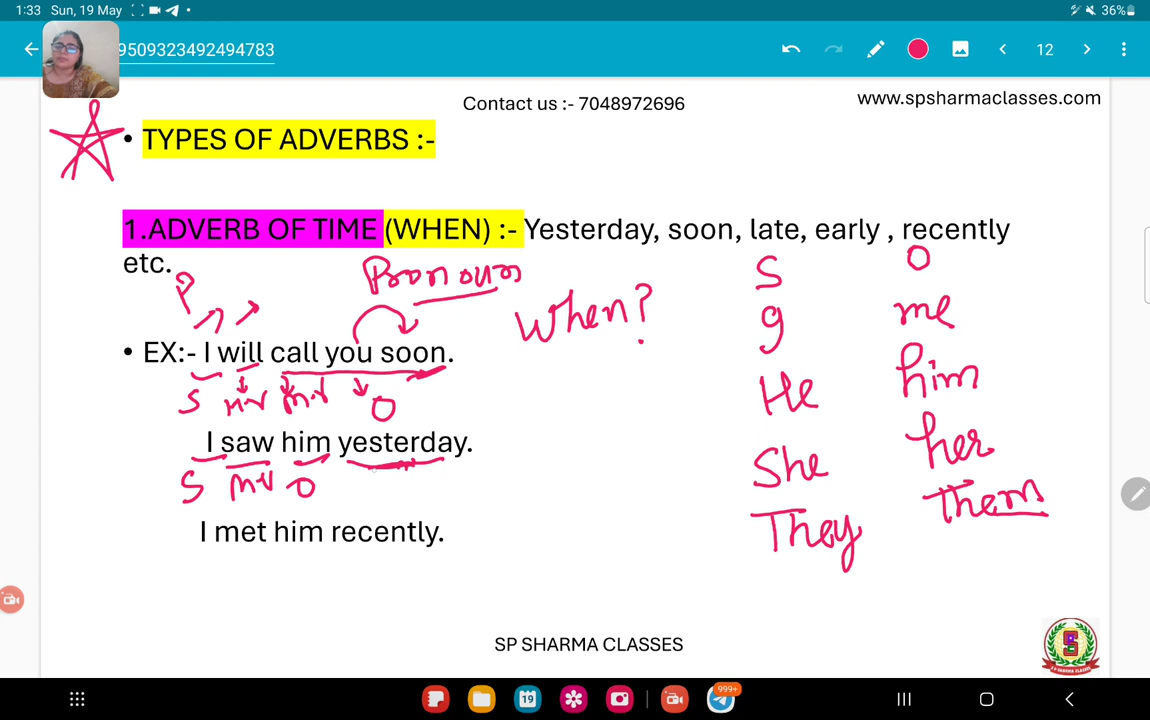 1:33 Sun, 19 May 36%
9509323492494783 12
Contact us :- 7048972696 www.spsharmaclasses.com
• TYPES OF ADVERBS :-
1.ADVERB OF TIME (WHEN) :- Yesterday, soon, late, early , recently
etc.
P Pronoun When? S O
I me
• EX:- I will call you soon.
S H.V M.V O He him
I saw him yesterday.
S M.V O She her
They Them
I met him recently.
SP SHARMA CLASSES
S
19 999+